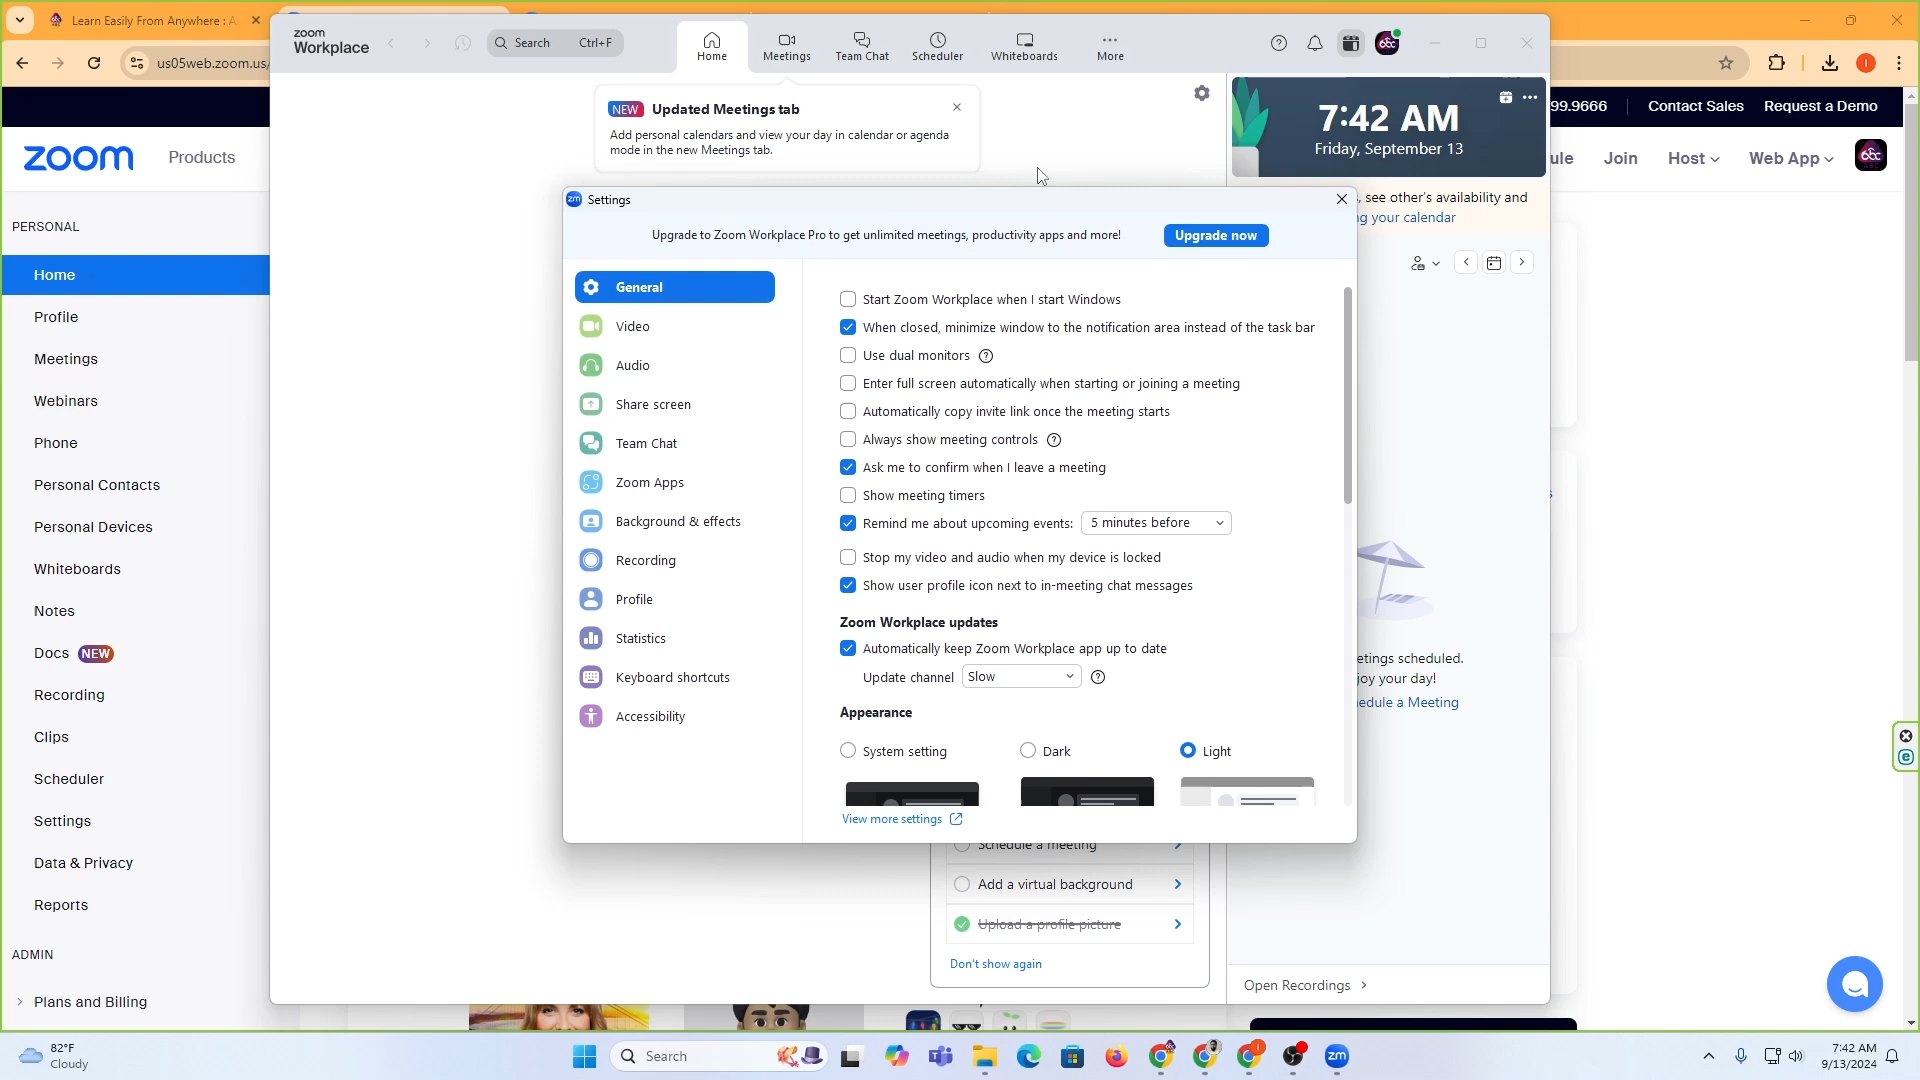 Learn Easily From Anywhere : A
us05web.zoom.us/
zoom
Workplace
Search
Ctrl+F
Home
Meetings
Team Chat
Scheduler
Whiteboards
More
99.9666
Contact Sales
Request a Demo
zoom
Products
ule
Join
Host
Web App
NEW Updated Meetings tab
Add personal calendars and view your day in calendar or agenda
mode in the new Meetings tab.
7:42 AM
Friday, September 13
, see other's availability and
ng your calendar
PERSONAL
Home
Profile
Meetings
Webinars
Phone
Personal Contacts
Personal Devices
Whiteboards
Notes
Docs NEW
Recording
Clips
Scheduler
Settings
Data & Privacy
Reports
ADMIN
Plans and Billing
zm Settings
Upgrade to Zoom Workplace Pro to get unlimited meetings, productivity apps and more!
Upgrade now
General
Video
Audio
Share screen
Team Chat
Zoom Apps
Background & effects
Recording
Profile
Statistics
Keyboard shortcuts
Accessibility
Start Zoom Workplace when I start Windows
When closed, minimize window to the notification area instead of the task bar
Use dual monitors
Enter full screen automatically when starting or joining a meeting
Automatically copy invite link once the meeting starts
Always show meeting controls
Ask me to confirm when I leave a meeting
Show meeting timers
Remind me about upcoming events: 5 minutes before
Stop my video and audio when my device is locked
Show user profile icon next to in-meeting chat messages
Zoom Workplace updates
Automatically keep Zoom Workplace app up to date
Update channel Slow
Appearance
System setting
Dark
Light
View more settings
etings scheduled.
joy your day!
edule a Meeting
Schedule a meeting
Add a virtual background
Upload a profile picture
Don't show again
Open Recordings
82°F
Cloudy
Search
zm
7:42 AM
9/13/2024